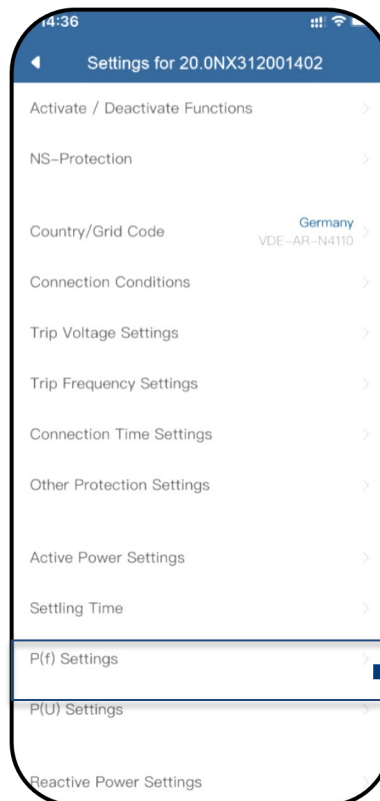 14:36
Settings for 20.0NX312001402
Activate / Deactivate Functions
NS-Protection
Country/Grid Code
Germany
VDE-AR-N4110
Connection Conditions
Trip Voltage Settings
Trip Frequency Settings
Connection Time Settings
Other Protection Settings
Active Power Settings
Settling Time
P(f) Settings
P(U) Settings
Reactive Power Settings